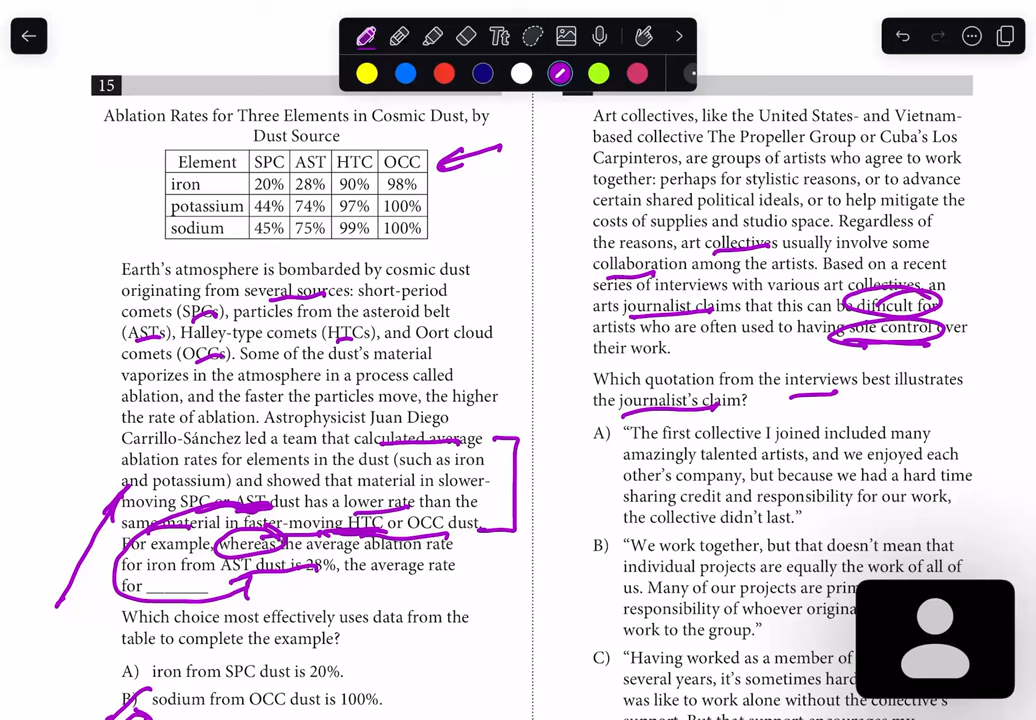 Tt
15
Ablation Rates for Three Elements in Cosmic Dust, by
Dust Source
Element SPC AST HTC OCC
iron 20% 28% 90% 98%
potassium 44% 74% 97% 100%
sodium 45% 75% 99% 100%
Earth's atmosphere is bombarded by cosmic dust
originating from several sources: short-period
comets (SPCs), particles from the asteroid belt
(ASTs), Halley-type comets (HTCs), and Oort cloud
comets (OCCs). Some of the dust's material
vaporizes in the atmosphere in a process called
ablation, and the faster the particles move, the higher
the rate of ablation. Astrophysicist Juan Diego
Carrillo-Sánchez led a team that calculated average
ablation rates for elements in the dust (such as iron
and potassium) and showed that material in slower-
moving SPC or AST dust has a lower rate than the
same material in faster-moving HTC or OCC dust.
For example, whereas the average ablation rate
for iron from AST dust is 28%, the average rate
for ______
Which choice most effectively uses data from the
table to complete the example?
A) iron from SPC dust is 20%.
B) sodium from OCC dust is 100%.
Art collectives, like the United States- and Vietnam-
based collective The Propeller Group or Cuba's Los
Carpinteros, are groups of artists who agree to work
together: perhaps for stylistic reasons, or to advance
certain shared political ideals, or to help mitigate the
costs of supplies and studio space. Regardless of
the reasons, art collectives usually involve some
collaboration among the artists. Based on a recent
series of interviews with various art collectives, an
arts journalist claims that this can be difficult for
artists who are often used to having sole control over
their work.
Which quotation from the interviews best illustrates
the journalist's claim?
A) "The first collective I joined included many
amazingly talented artists, and we enjoyed each
other's company, but because we had a hard time
sharing credit and responsibility for our work,
the collective didn't last."
B) "We work together, but that doesn't mean that
individual projects are equally the work of all of
us. Many of our projects are
responsibility of whoever
work to the group."
C) "Having worked as a member of
several years, it's sometimes
was like to work alone without the collective's